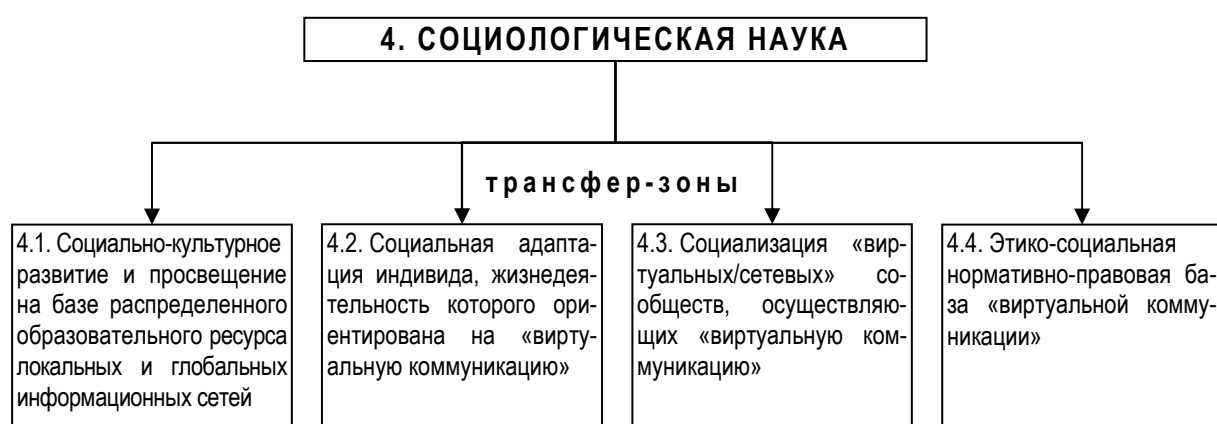 4. СОЦИОЛОГИЧЕСКАЯ НАУКА
трансфер-зоны
4.1. Социально-культурное
развитие и просвещение
на базе распределенного
образовательного ресурса
локальных и глобальных
информационных сетей
4.2. Социальная адапта-
ция индивида, жизнедея-
тельность которого ори-
ентирована на «вирту-
альную коммуникацию»
4.3. Социализация «вир-
туальных/сетевых» со-
обществ, осуществляю-
щих «виртуальную ком-
муникацию»
4.4. Этико-социальная
нормативно-правовая ба-
за «виртуальной комму-
никации»